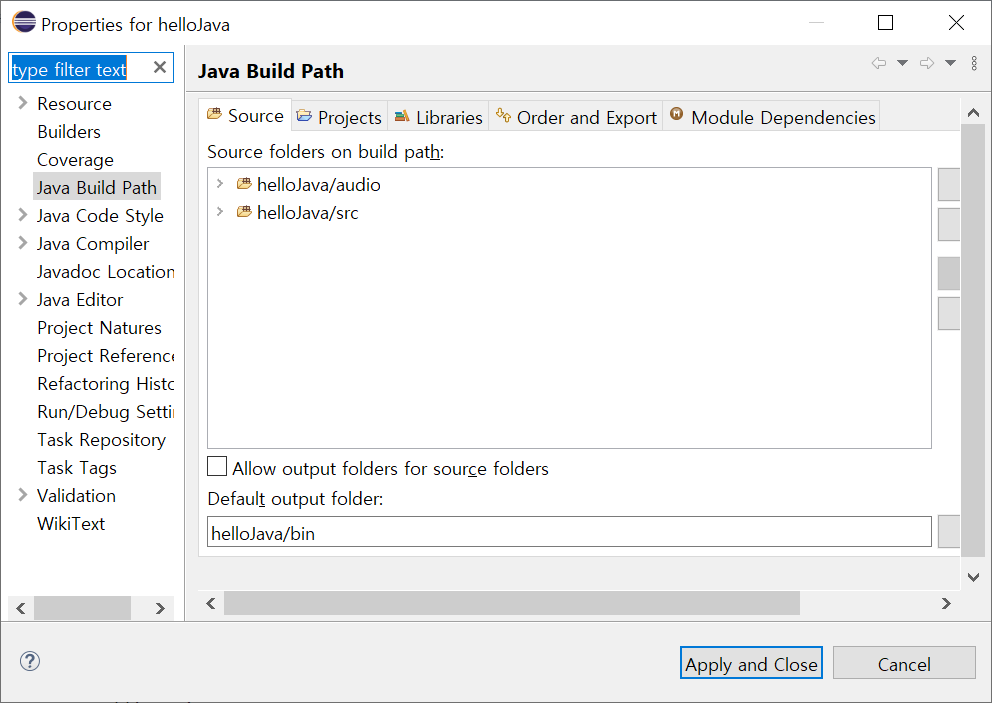 Properties for helloJava
type filter text
Resource
Builders
Coverage
Java Build Path
Java Code Style
Java Compiler
Javadoc Location
Java Editor
Project Natures
Project Reference
Refactoring Histo
Run/Debug Settin
Task Repository
Task Tags
Validation
WikiText
Java Build Path
Source Projects Libraries Order and Export Module Dependencies
Source folders on build path:
helloJava/audio
helloJava/src
Allow output folders for source folders
Default output folder:
helloJava/bin
Apply and Close Cancel